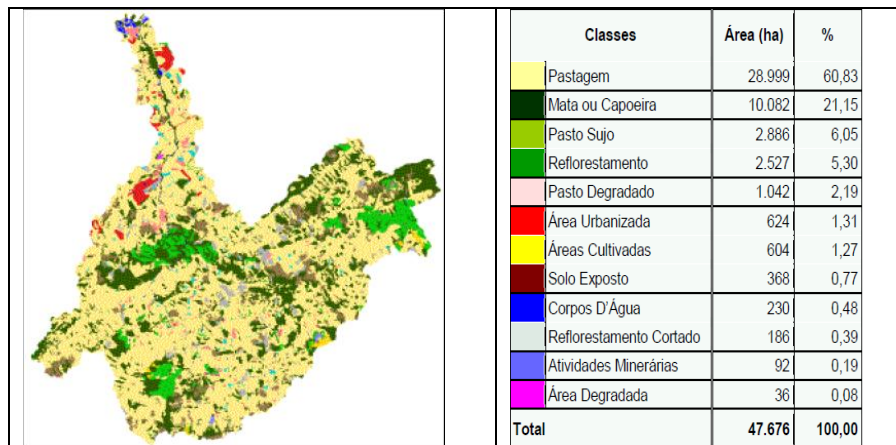 Classes Área (ha) %
Pastagem 28.999 60,83
Mata ou Capoeira 10.082 21,15
Pasto Sujo 2.886 6,05
Reflorestamento 2.527 5,30
Pasto Degradado 1.042 2,19
Área Urbanizada 624 1,31
Áreas Cultivadas 604 1,27
Solo Exposto 368 0,77
Corpos D'Água 230 0,48
Reflorestamento Cortado 186 0,39
Atividades Minerárias 92 0,19
Área Degradada 36 0,08
Total 47.676 100,00